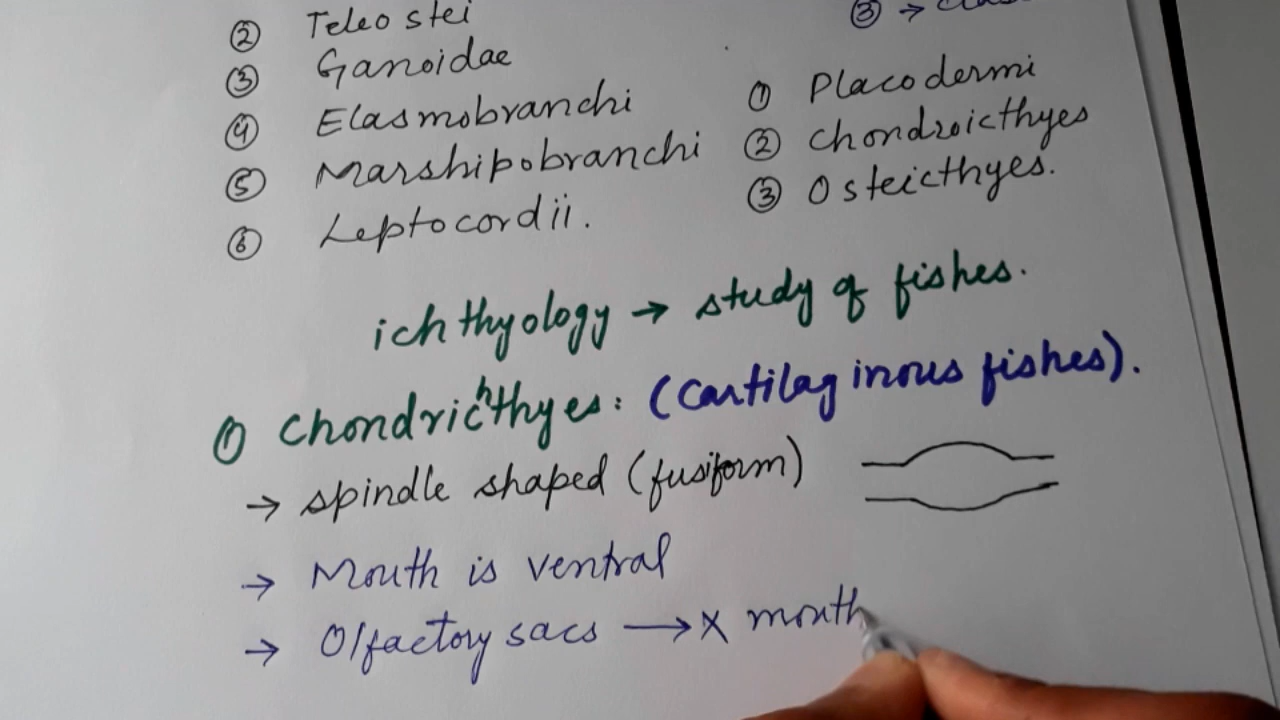 ② Teleostei
③ Ganoidae
④ Elasmobranchi
⑤ Marshipobranchi
⑥ Leptocordii.
③ →
① Placodermi
② Chondroicthyes
③ Osteicthyes.
ichthyology → study of fishes.
① Chondrichthyes: (Cartilaginous fishes).
→ spindle shaped (fusiform)
→ Mouth is ventral
→ Olfactory sacs → X mouth